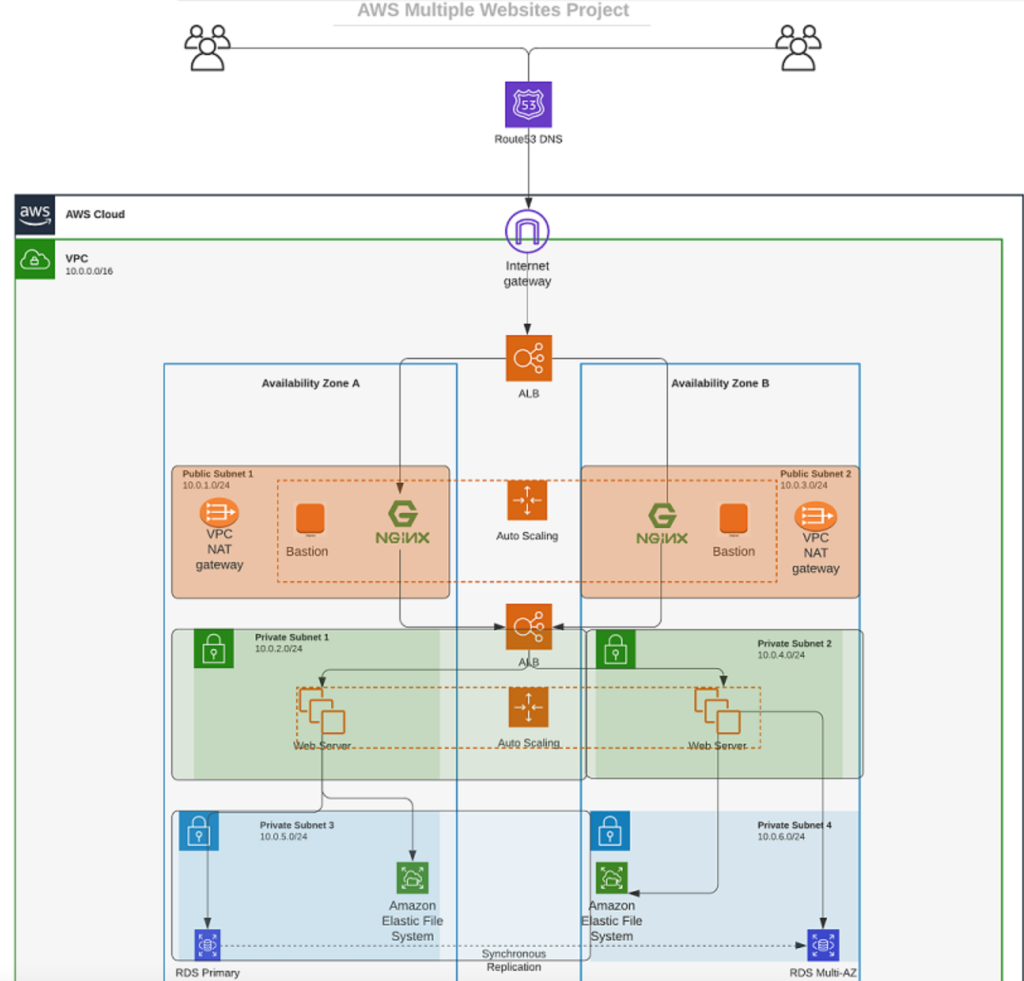 AWS Multiple Websites Project
53
Route53 DNS
aws
AWS Cloud
VPC
10.0.0.0/16
Internet
gateway
ALB
Availability Zone A
Availability Zone B
Public Subnet 1
10.0.1.0/24
Public Subnet 2
10.0.3.0/24
VPC
NAT
gateway
Bastion
NGINX
Auto Scaling
NGINX
Bastion
VPC
NAT
gateway
ALB
Private Subnet 1
10.0.2.0/24
Private Subnet 2
10.0.4.0/24
Web Server
Auto Scaling
Web Server
Private Subnet 3
10.0.5.0/24
Private Subnet 4
10.0.6.0/24
Amazon
Elastic File
System
Amazon
Elastic File
System
Synchronous
Replication
RDS Primary
RDS Multi-AZ